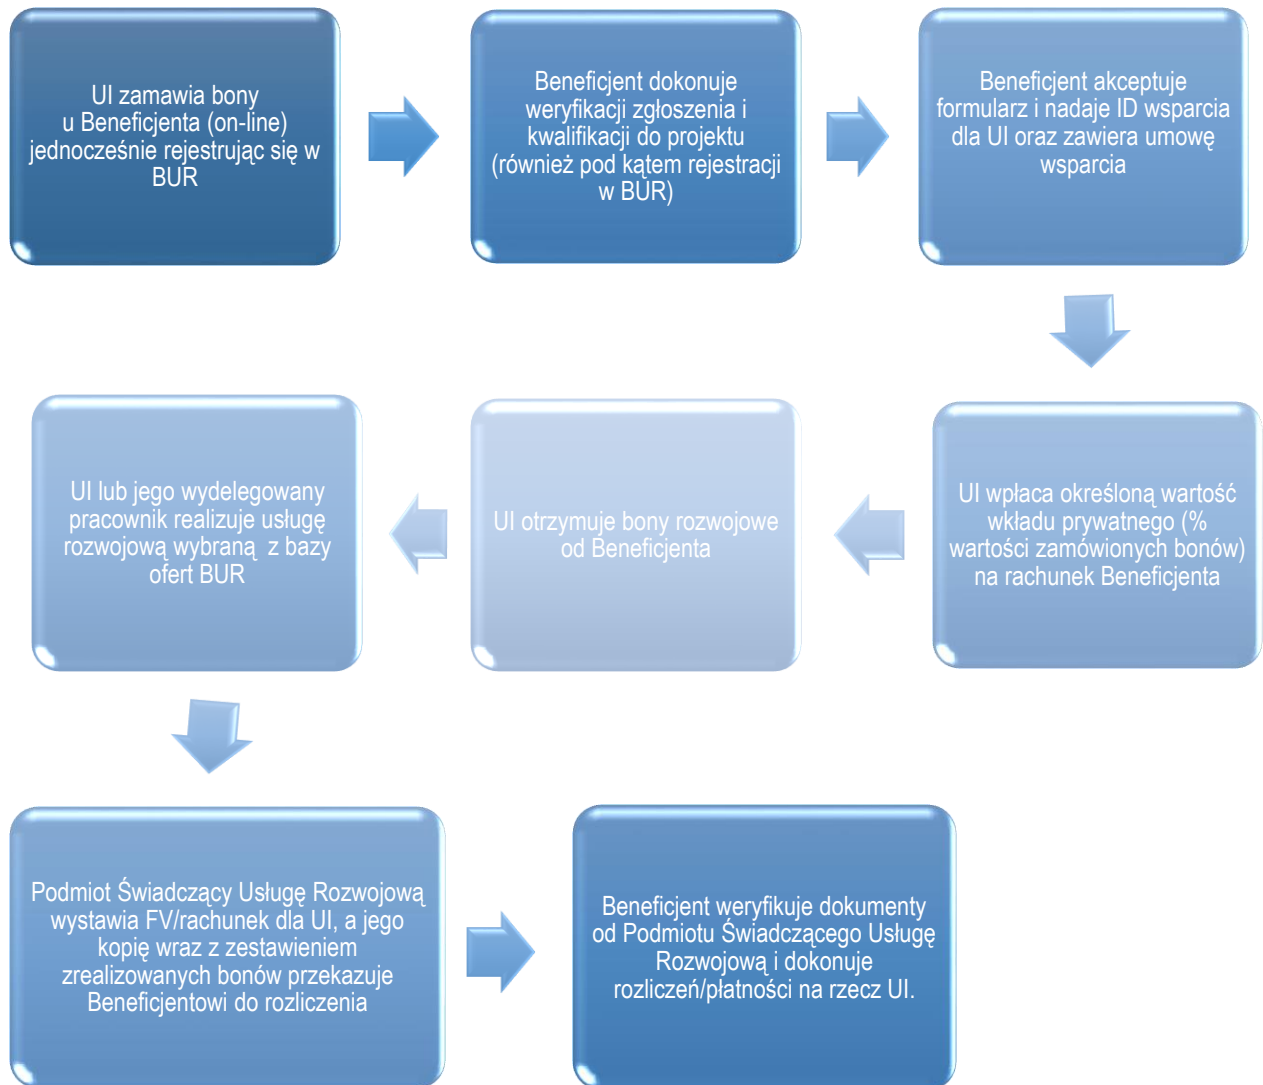 UI zamawia bony
u Beneficjenta (on-line)
jednocześnie rejestrując się w
BUR
Beneficjent dokonuje
weryfikacji zgłoszenia i
kwalifikacji do projektu
(również pod kątem rejestracji
w BUR)
Beneficjent akceptuje
formularz i nadaje ID wsparcia
dla UI oraz zawiera umowę
wsparcia
UI wpłaca określoną wartość
wkładu prywatnego (%
wartości zamówionych bonów)
na rachunek Beneficjenta
UI otrzymuje bony rozwojowe
od Beneficjenta
UI lub jego wydelegowany
pracownik realizuje usługę
rozwojową wybraną z bazy
ofert BUR
Podmiot Świadczący Usługę Rozwojową
wystawia FV/rachunek dla UI, a jego
kopię wraz z zestawieniem
zrealizowanych bonów przekazuje
Beneficjentowi do rozliczenia
Beneficjent weryfikuje dokumenty
od Podmiotu Świadczącego Usługę
Rozwojową i dokonuje
rozliczeń/płatności na rzecz UI.